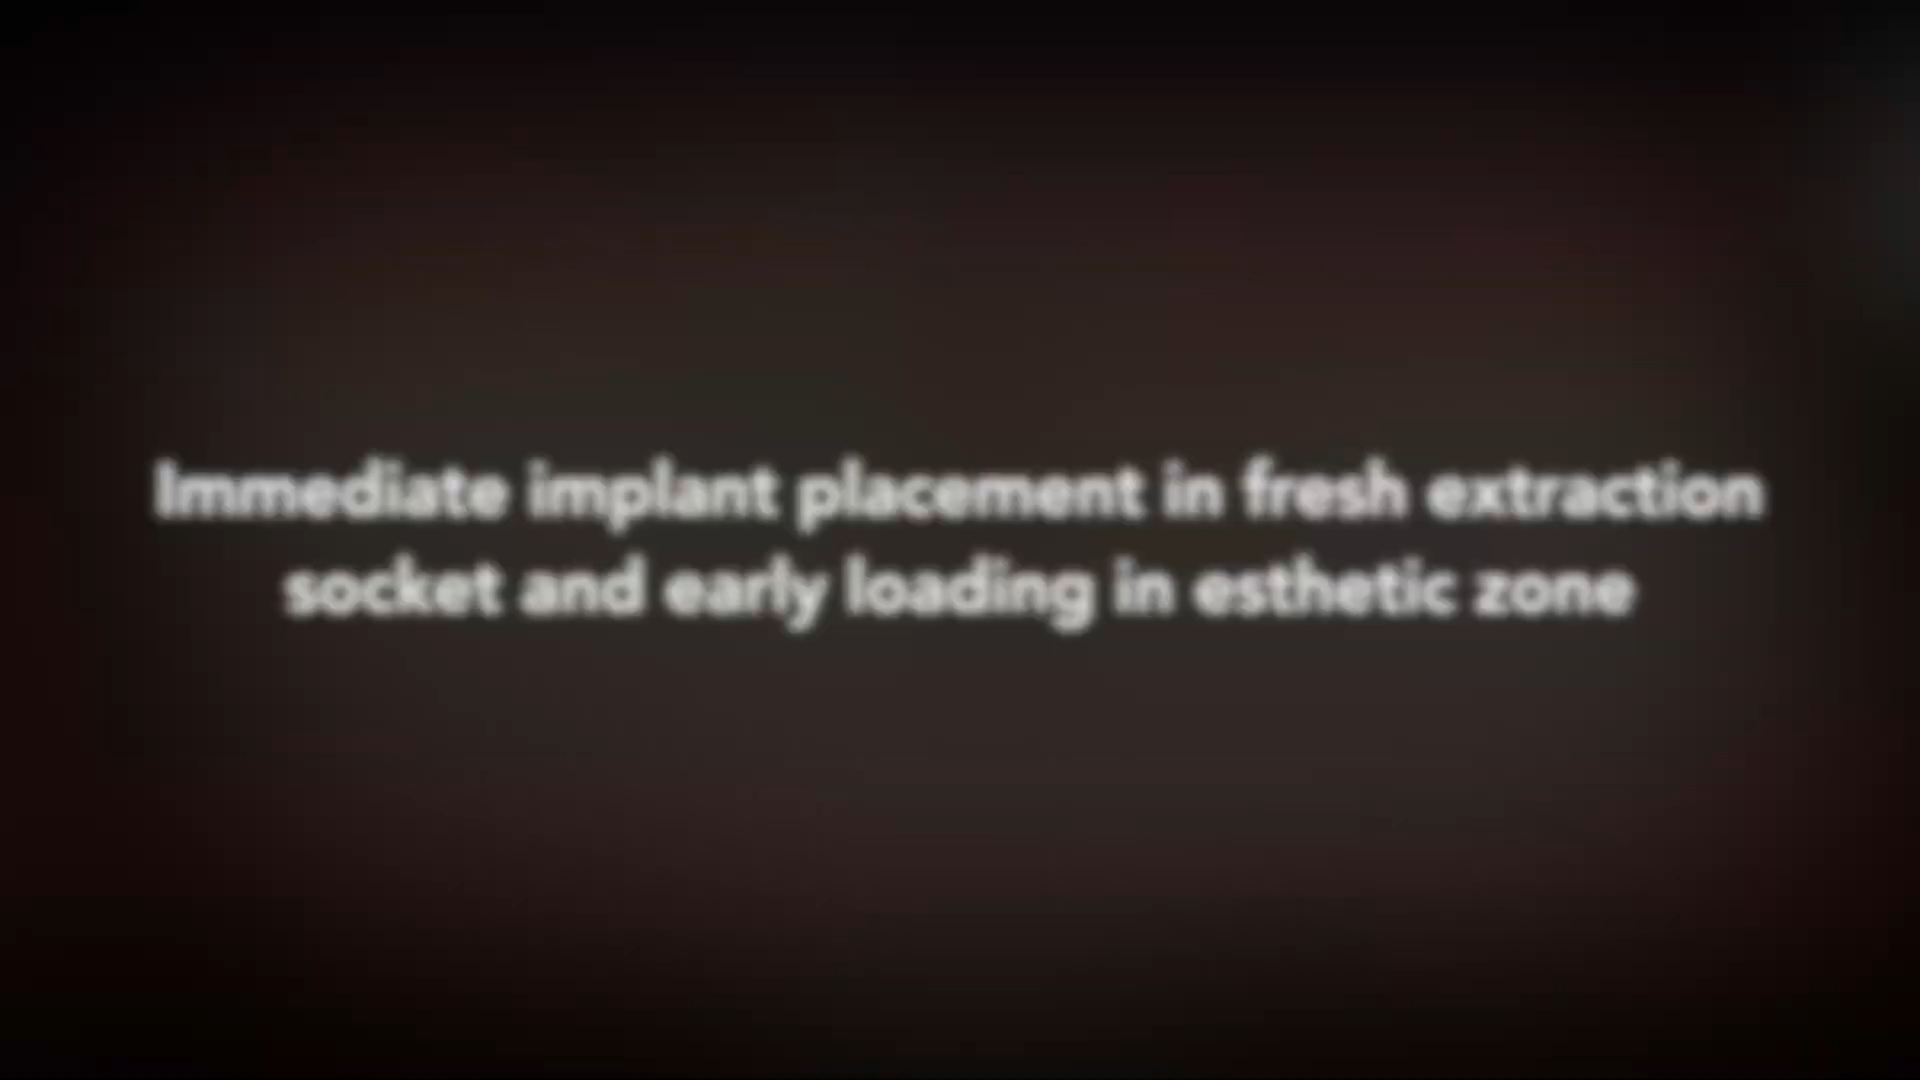 Immediate implant placement in fresh extraction
socket and early loading in esthetic zone